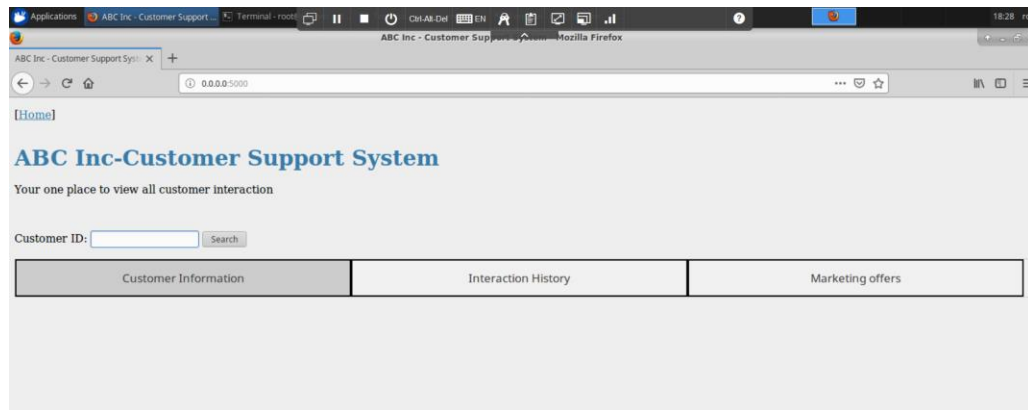 Applications ABC Inc - Customer Support ... Terminal - root Ctrl-Alt-Del EN ? 18:28
ABC Inc - Customer Support System - Mozilla Firefox
ABC Inc - Customer Support Syst
0.0.0.0:5000
[Home]
ABC Inc-Customer Support System
Your one place to view all customer interaction
Customer ID: Search
Customer Information Interaction History Marketing offers